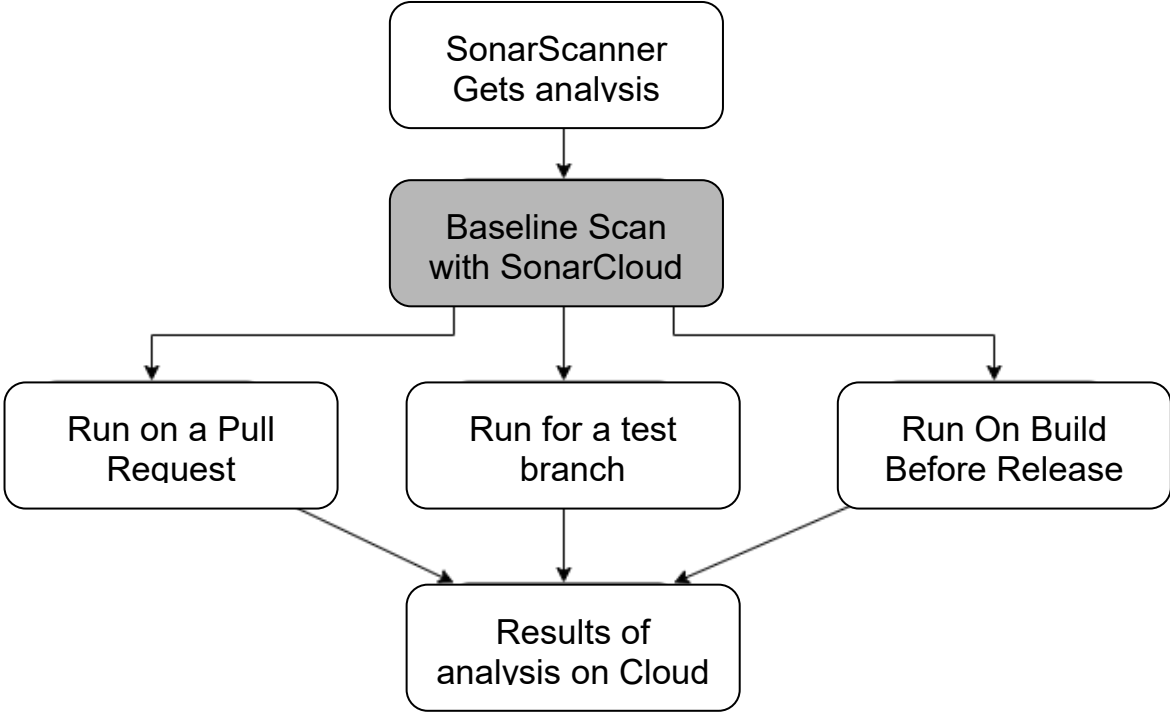 SonarScanner
Gets analysis
Baseline Scan
with SonarCloud
Run on a Pull
Request
Run for a test
branch
Run On Build
Before Release
Results of
analysis on Cloud